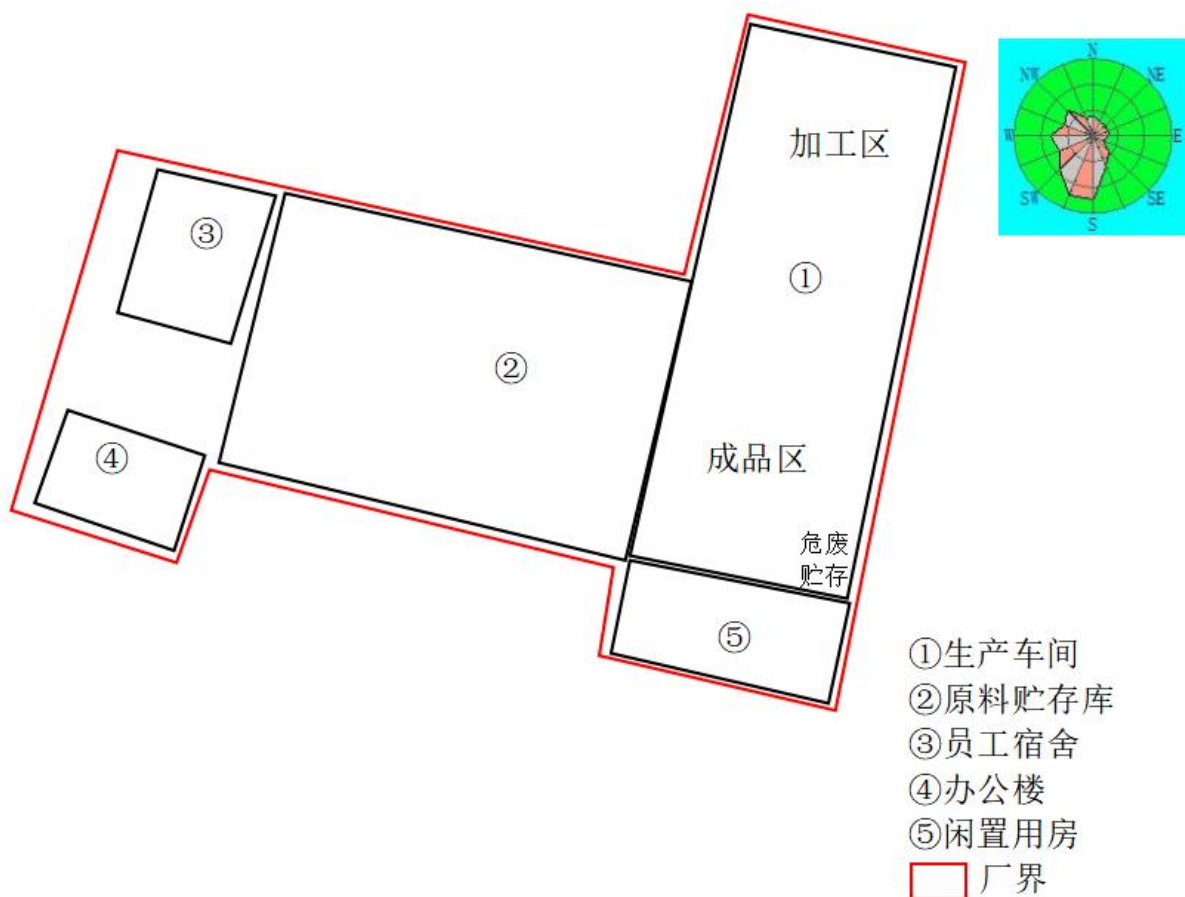 加工区
①
③
②
④
成品区
危废
贮存
⑤
N
NE
E
SE
S
SW
W
NW
①生产车间
②原料贮存库
③员工宿舍
④办公楼
⑤闲置用房
厂界